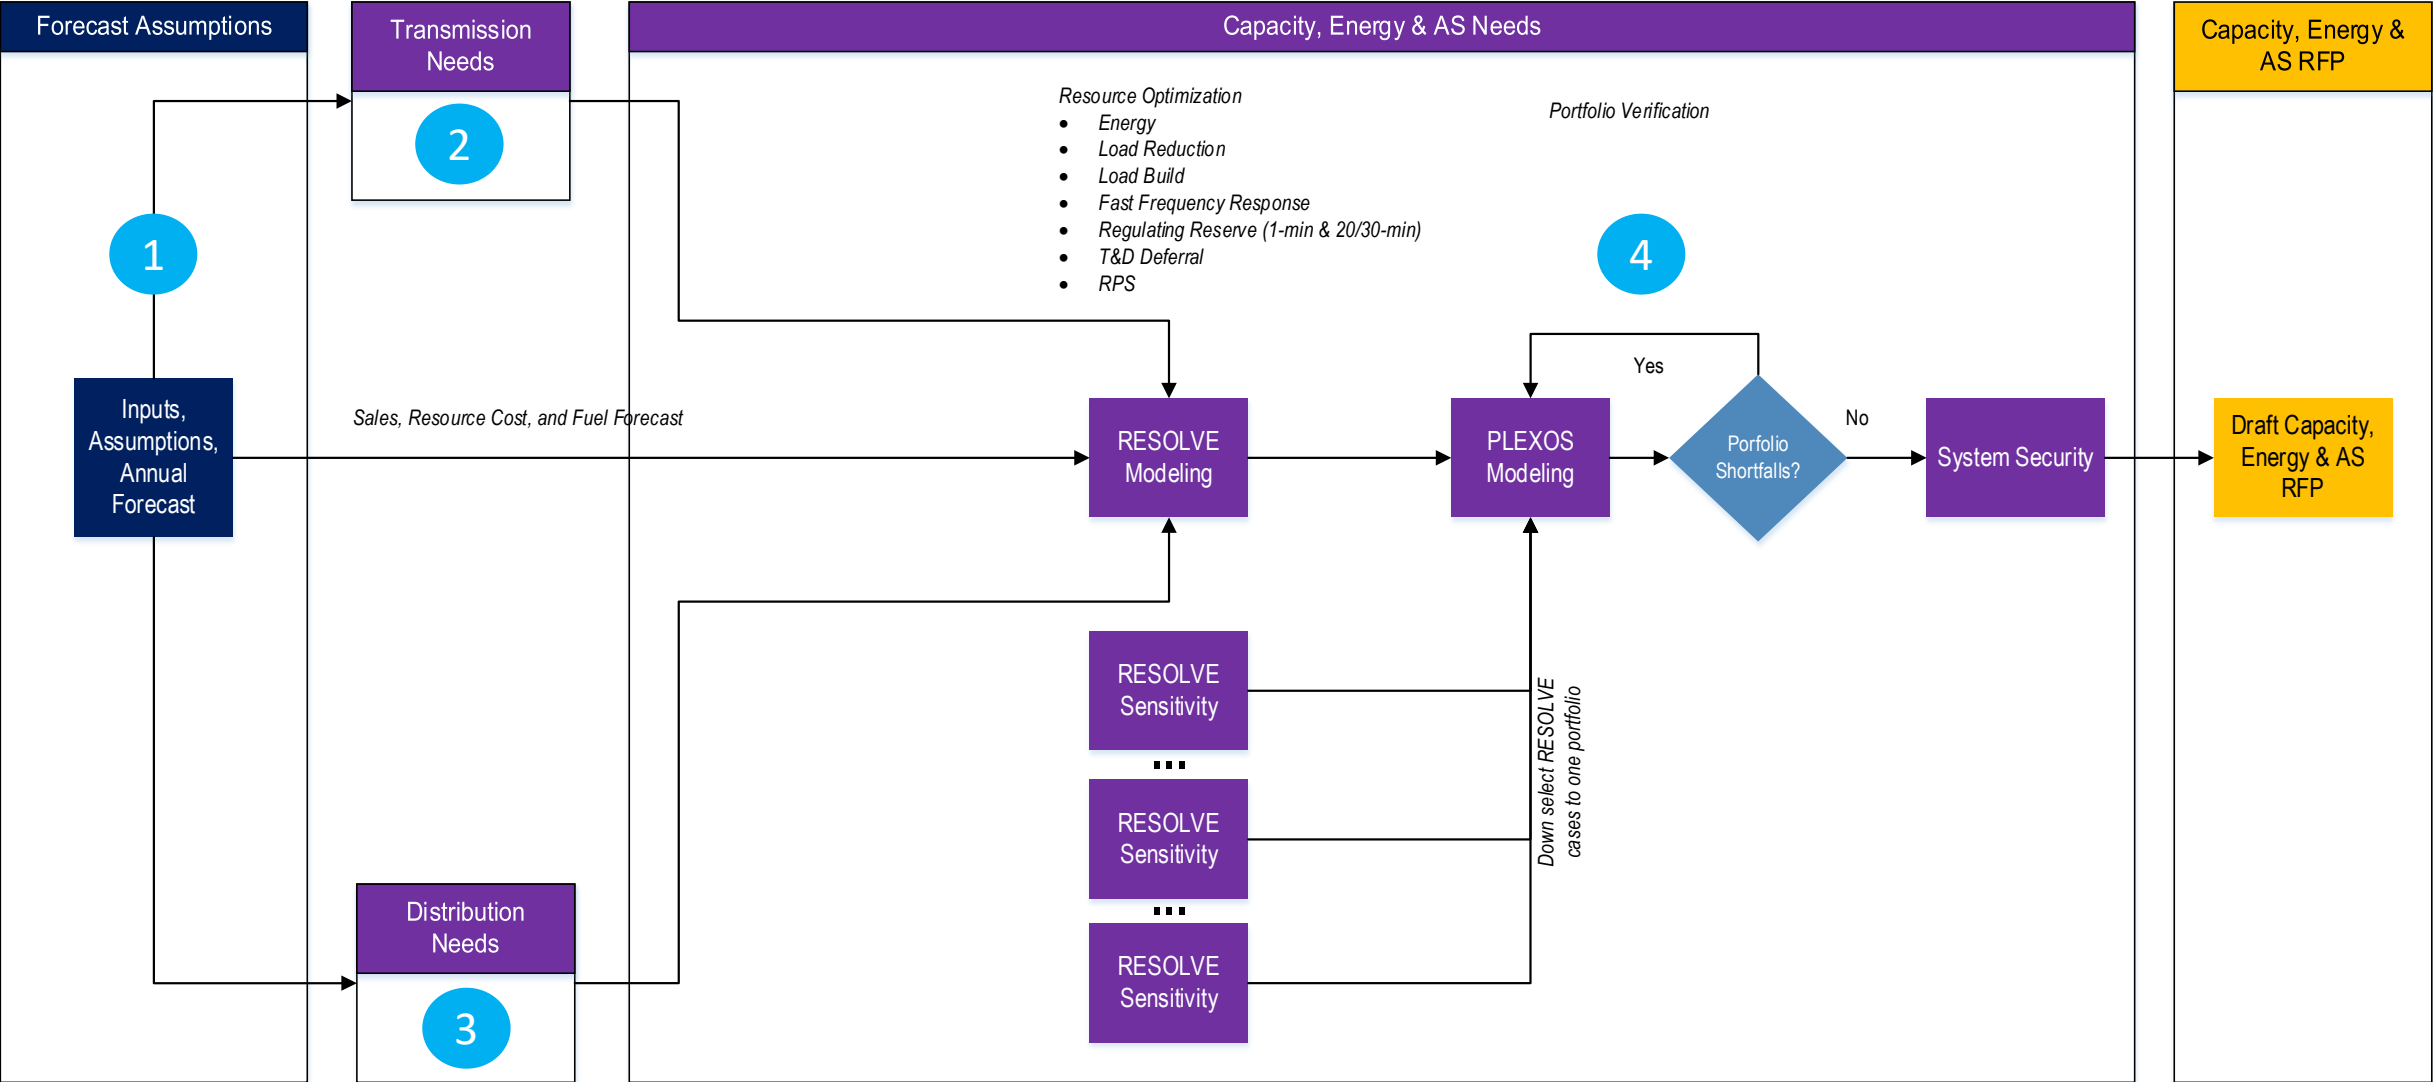 Forecast Assumptions
Transmission
Needs
Capacity, Energy & AS Needs
Capacity, Energy &
AS RFP
2
1
Resource Optimization
• Energy
• Load Reduction
• Load Build
• Fast Frequency Response
• Regulating Reserve (1-min & 20/30-min)
• T&D Deferral
• RPS
Portfolio Verification
4
Inputs,
Assumptions,
Annual
Forecast
Sales, Resource Cost, and Fuel Forecast
RESOLVE
Modeling
PLEXOS
Modeling
Yes
Porfolio
Shortfalls?
No
System Security
Draft Capacity,
Energy & AS
RFP
RESOLVE
Sensitivity
...
RESOLVE
Sensitivity
...
RESOLVE
Sensitivity
Down select RESOLVE
cases to one portfolio
Distribution
Needs
3